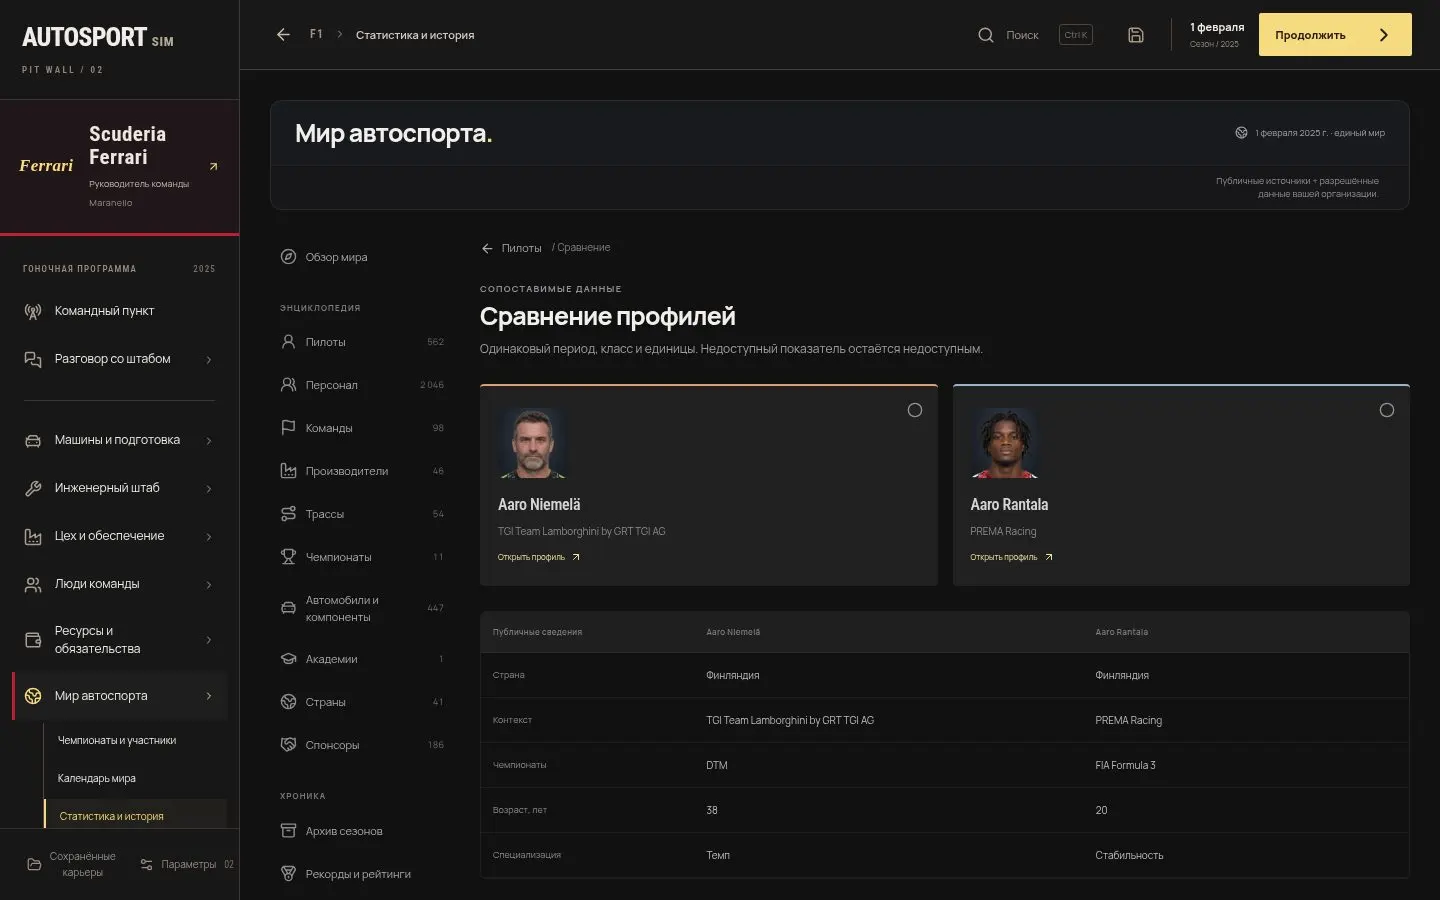 AUTOSPORT SIM
PIT WALL / 02
Ferrari
Scuderia
Ferrari
Руководитель команды
Maranello
ГОНОЧНАЯ ПРОГРАММА 2025
Командный пункт
Разговор со штабом
Машины и подготовка
Инженерный штаб
Цех и обеспечение
Люди команды
Ресурсы и
обязательства
Мир автоспорта
Чемпионаты и участники
Календарь мира
Статистика и история
Сохранённые
карьеры
Параметры 02
F1 Статистика и история
Поиск Ctrl K
1 февраля
Сезон / 2025
Продолжить
Мир автоспорта.
1 февраля 2025 г. · единый мир
Публичные источники + разрешённые
данные вашей организации.
Обзор мира
ЭНЦИКЛОПЕДИЯ
Пилоты 562
Персонал 2 046
Команды 98
Производители 46
Трассы 54
Чемпионаты 11
Автомобили и
компоненты 447
Академии 1
Страны 41
Спонсоры 186
ХРОНИКА
Архив сезонов
Рекорды и рейтинги
Пилоты / Сравнение
СОПОСТАВИМЫЕ ДАННЫЕ
Сравнение профилей
Одинаковый период, класс и единицы. Недоступный показатель остаётся недоступным.
Aaro Niemelä
TGI Team Lamborghini by GRT TGI AG
Открыть профиль
Aaro Rantala
PREMA Racing
Открыть профиль
Публичные сведения Aaro Niemelä Aaro Rantala
Страна Финляндия Финляндия
Контекст TGI Team Lamborghini by GRT TGI AG PREMA Racing
Чемпионаты DTM FIA Formula 3
Возраст, лет 38 20
Специализация Темп Стабильность